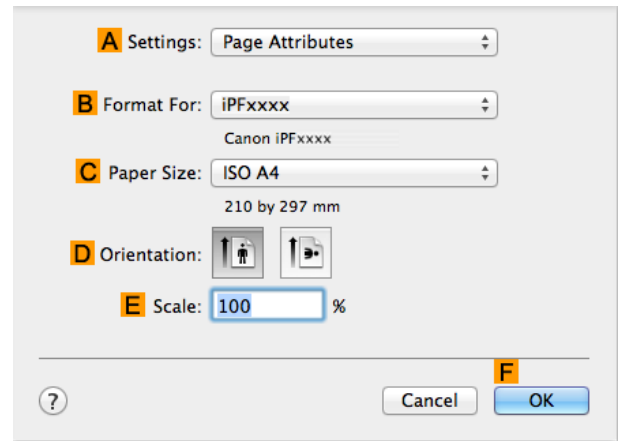 A Settings: Page Attributes
B Format For: iPFxxxx
Canon iPFxxxx
C Paper Size: ISO A4
210 by 297 mm
D Orientation:
E Scale: 100 %
F
? Cancel OK